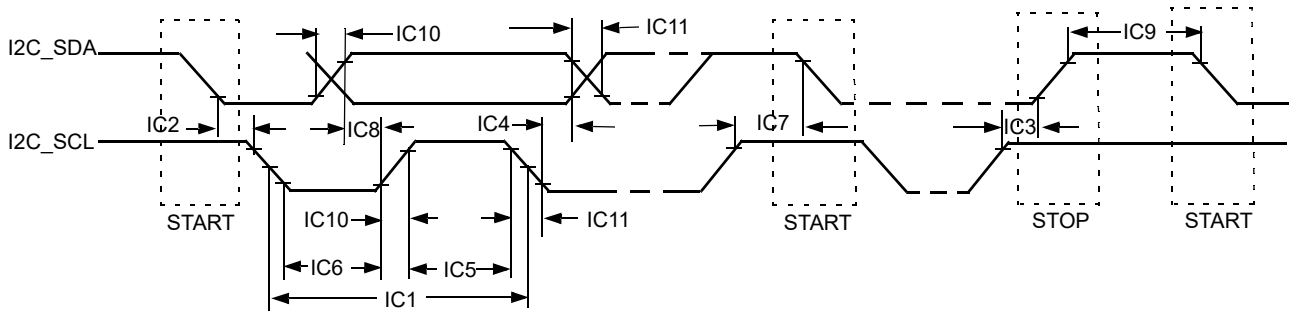 IC10
IC11
IC9
I2C_SDA
IC2
IC8
IC4
IC7
IC3
I2C_SCL
START
IC10
IC11
START
STOP
START
IC6
IC5
IC1